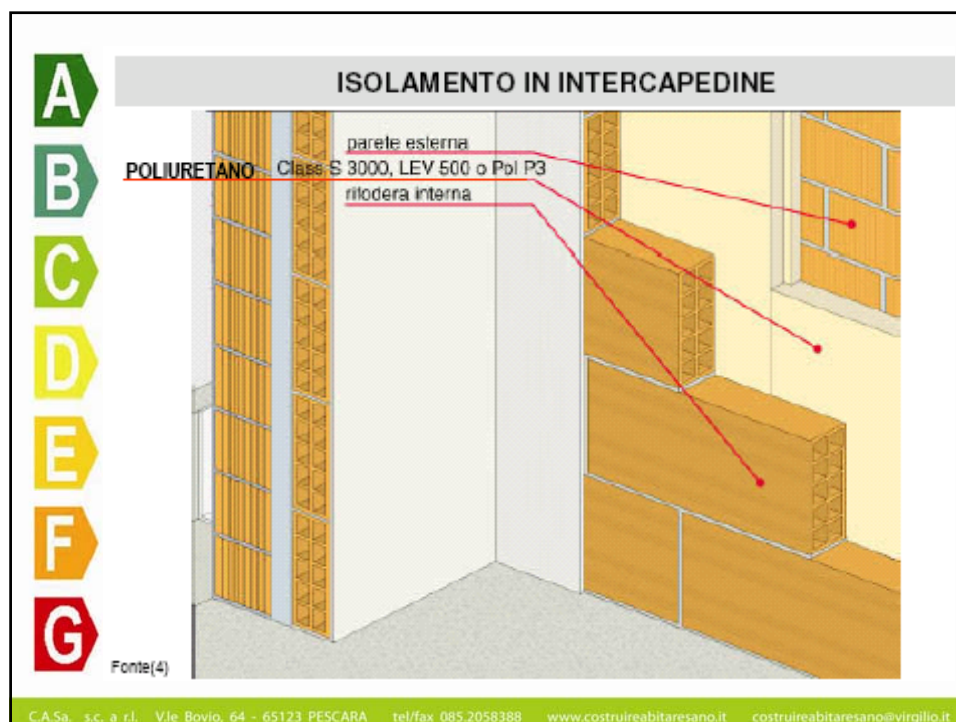 ISOLAMENTO IN INTERCAPEDINE
A
B
C
D
E
F
G
parete esterna
POLIURETANO Class S 3000, LEV 500 o Pol P3
rifodera interna
Fonte(4)
C.A.Sa. s.c. a r.l. V.le Bovio, 64 - 65123 PESCARA tel/fax 085.2058388 www.costruireabitaresano.it costruireabitaresano@virgilio.it